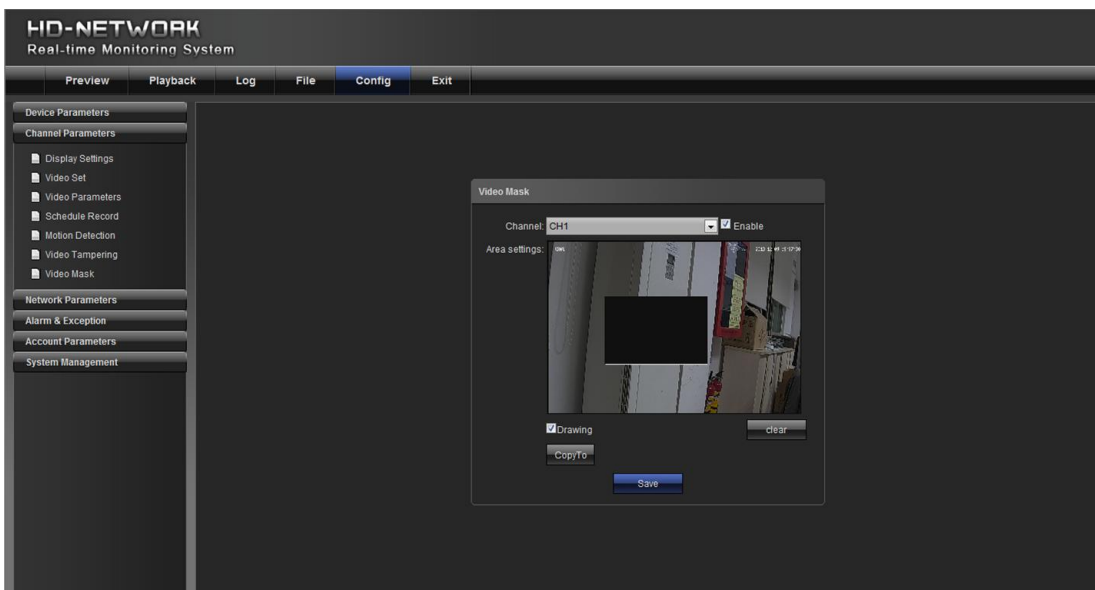 HD-NETWORK
Real-time Monitoring System
Preview Playback Log File Config Exit
Device Parameters
Channel Parameters
Display Settings
Video Set
Video Parameters
Schedule Record
Motion Detection
Video Tampering
Video Mask
Network Parameters
Alarm & Exception
Account Parameters
System Management
Video Mask
Channel: CH1 Enable
Area settings:
Drawing clear
CopyTo
Save